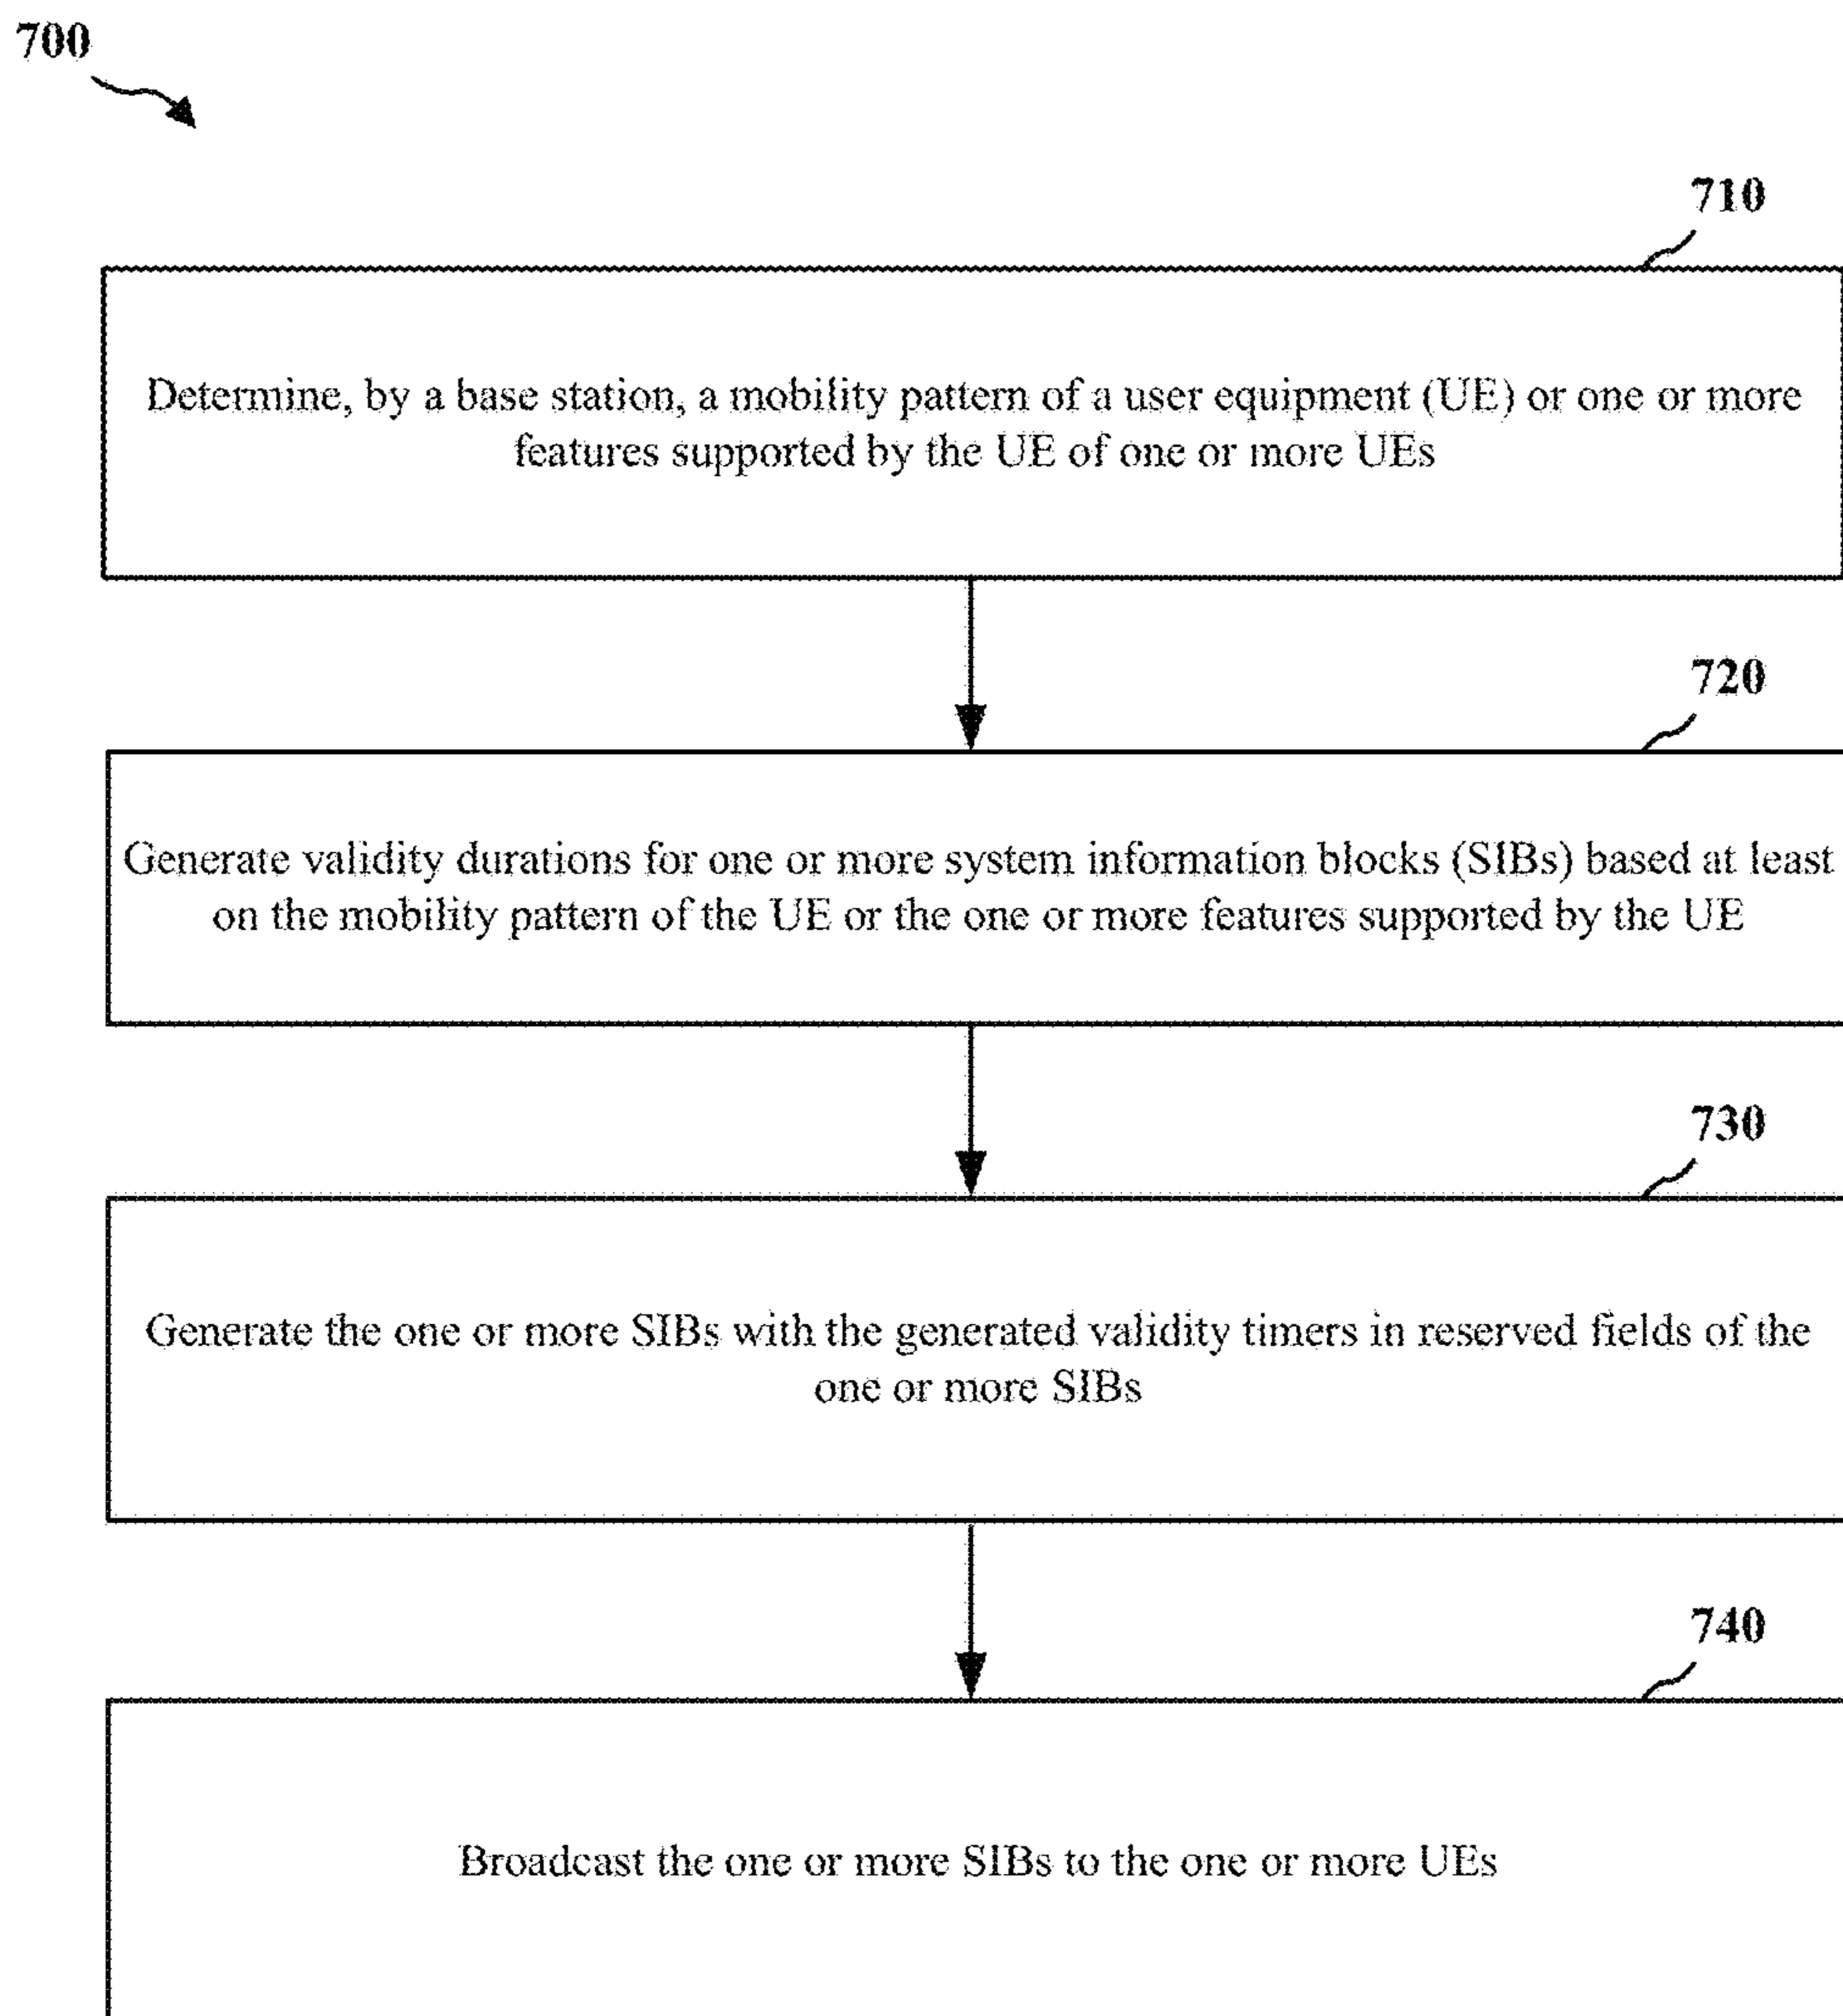 700
710
Determine, by a base station, a mobility pattern of a user equipment (UE) or one or more
features supported by the UE of one or more UEs
720
Generate validity durations for one or more system information blocks (SIBs) based at least
on the mobility pattern of the UE or the one or more features supported by the UE
730
Generate the one or more SIBs with the generated validity timers in reserved fields of the
one or more SIBs
740
Broadcast the one or more SIBs to the one or more UEs